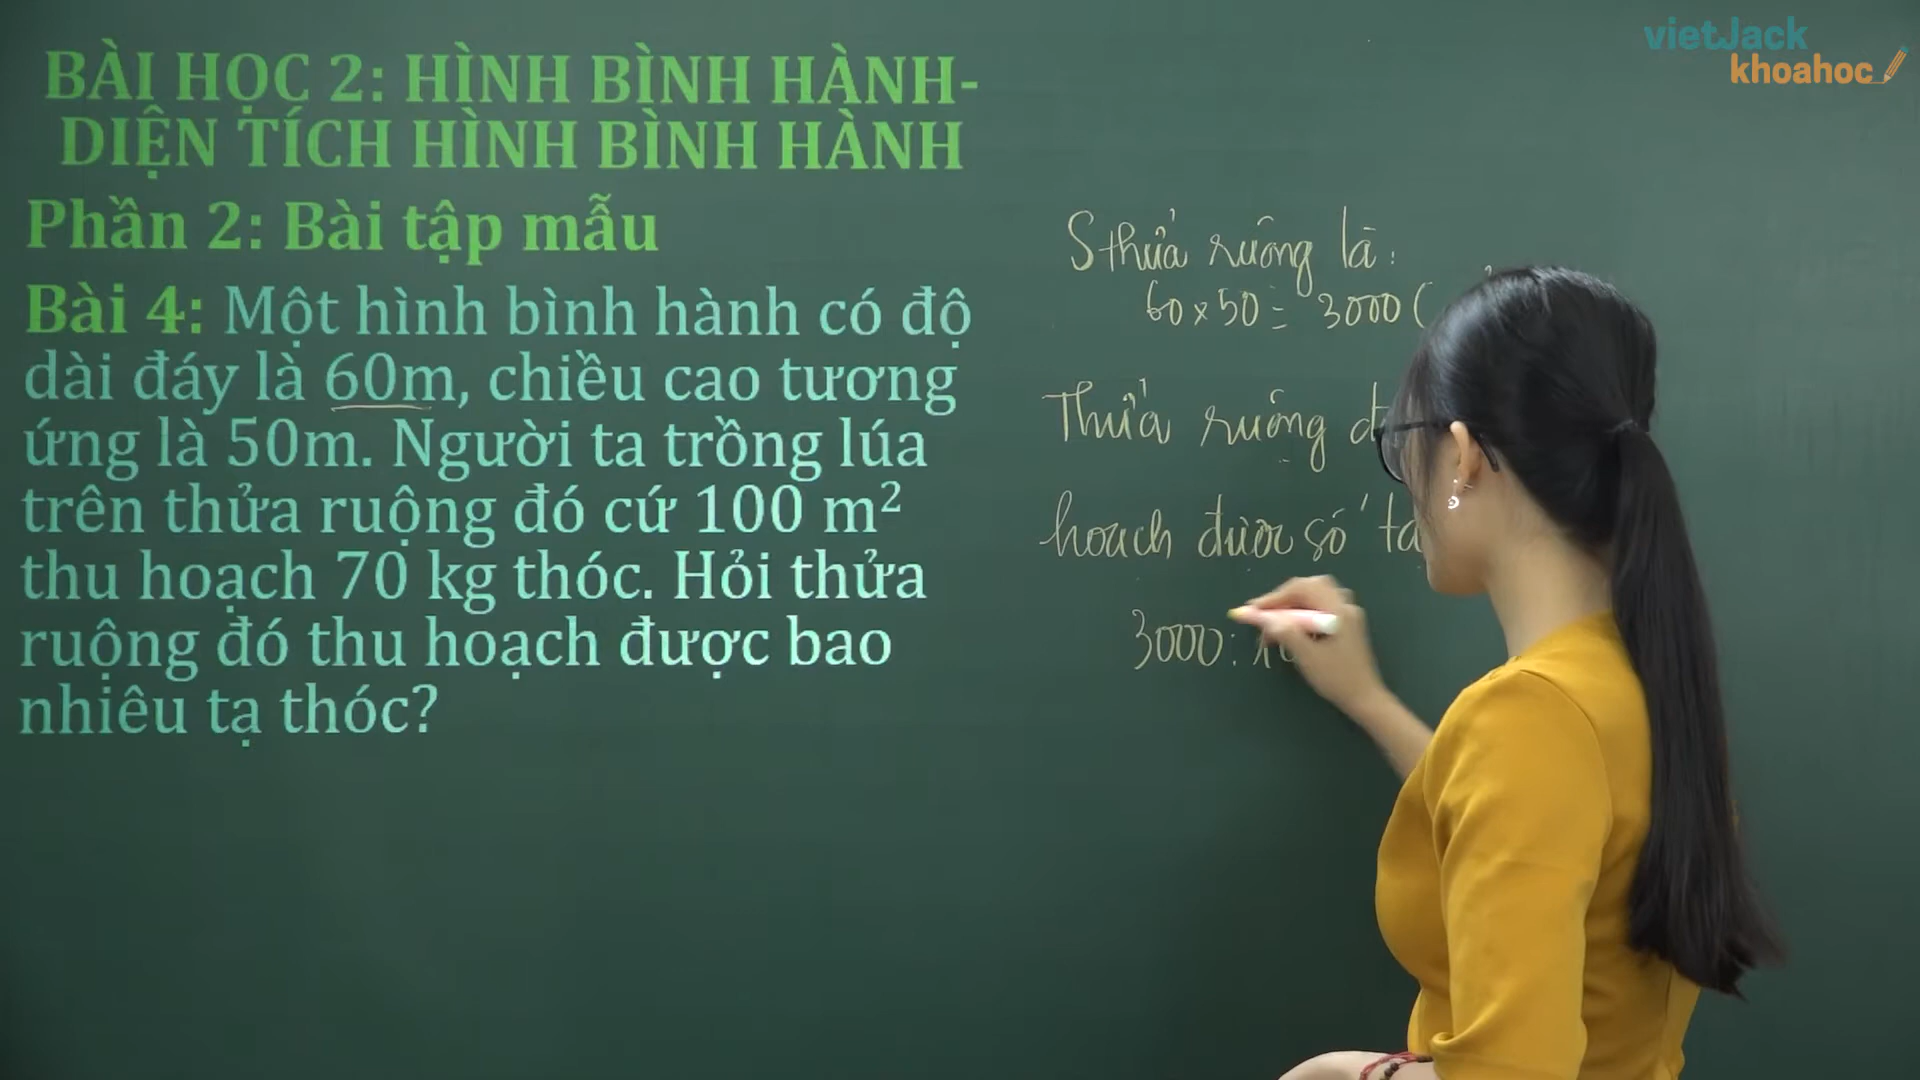 vietJack
khoahoc
BÀI HỌC 2: HÌNH BÌNH HÀNH-
DIỆN TÍCH HÌNH BÌNH HÀNH
Phần 2: Bài tập mẫu
Bài 4: Một hình bình hành có độ
dài đáy là 60m, chiều cao tương
ứng là 50m. Người ta trồng lúa
trên thửa ruộng đó cứ 100 m²
thu hoạch 70 kg thóc. Hỏi thửa
ruộng đó thu hoạch được bao
nhiêu tạ thóc?
S thửa ruộng là:
60 x 50 = 3000 (
Thửa ruộng
hoạch được số
3000 :